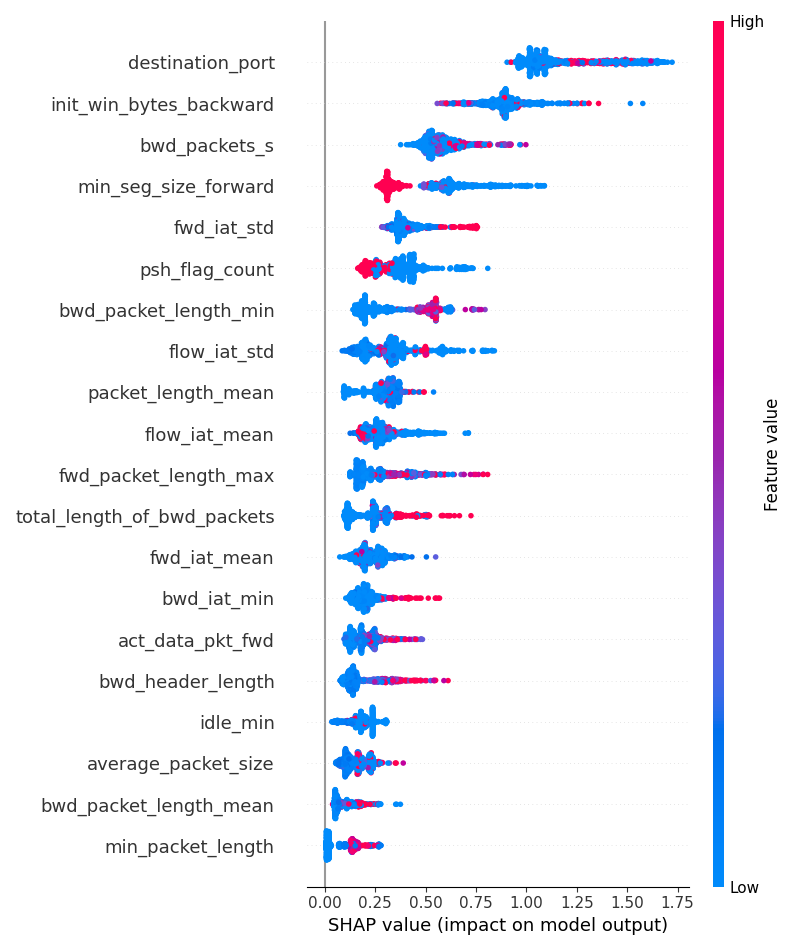 High
destination_port
init_win_bytes_backward
bwd_packets_s
min_seg_size_forward
fwd_iat_std
psh_flag_count
bwd_packet_length_min
flow_iat_std
packet_length_mean
flow_iat_mean
fwd_packet_length_max
total_length_of_bwd_packets
fwd_iat_mean
bwd_iat_min
act_data_pkt_fwd
bwd_header_length
idle_min
average_packet_size
bwd_packet_length_mean
min_packet_length
Feature value
Low
0.00 0.25 0.50 0.75 1.00 1.25 1.50 1.75
SHAP value (impact on model output)